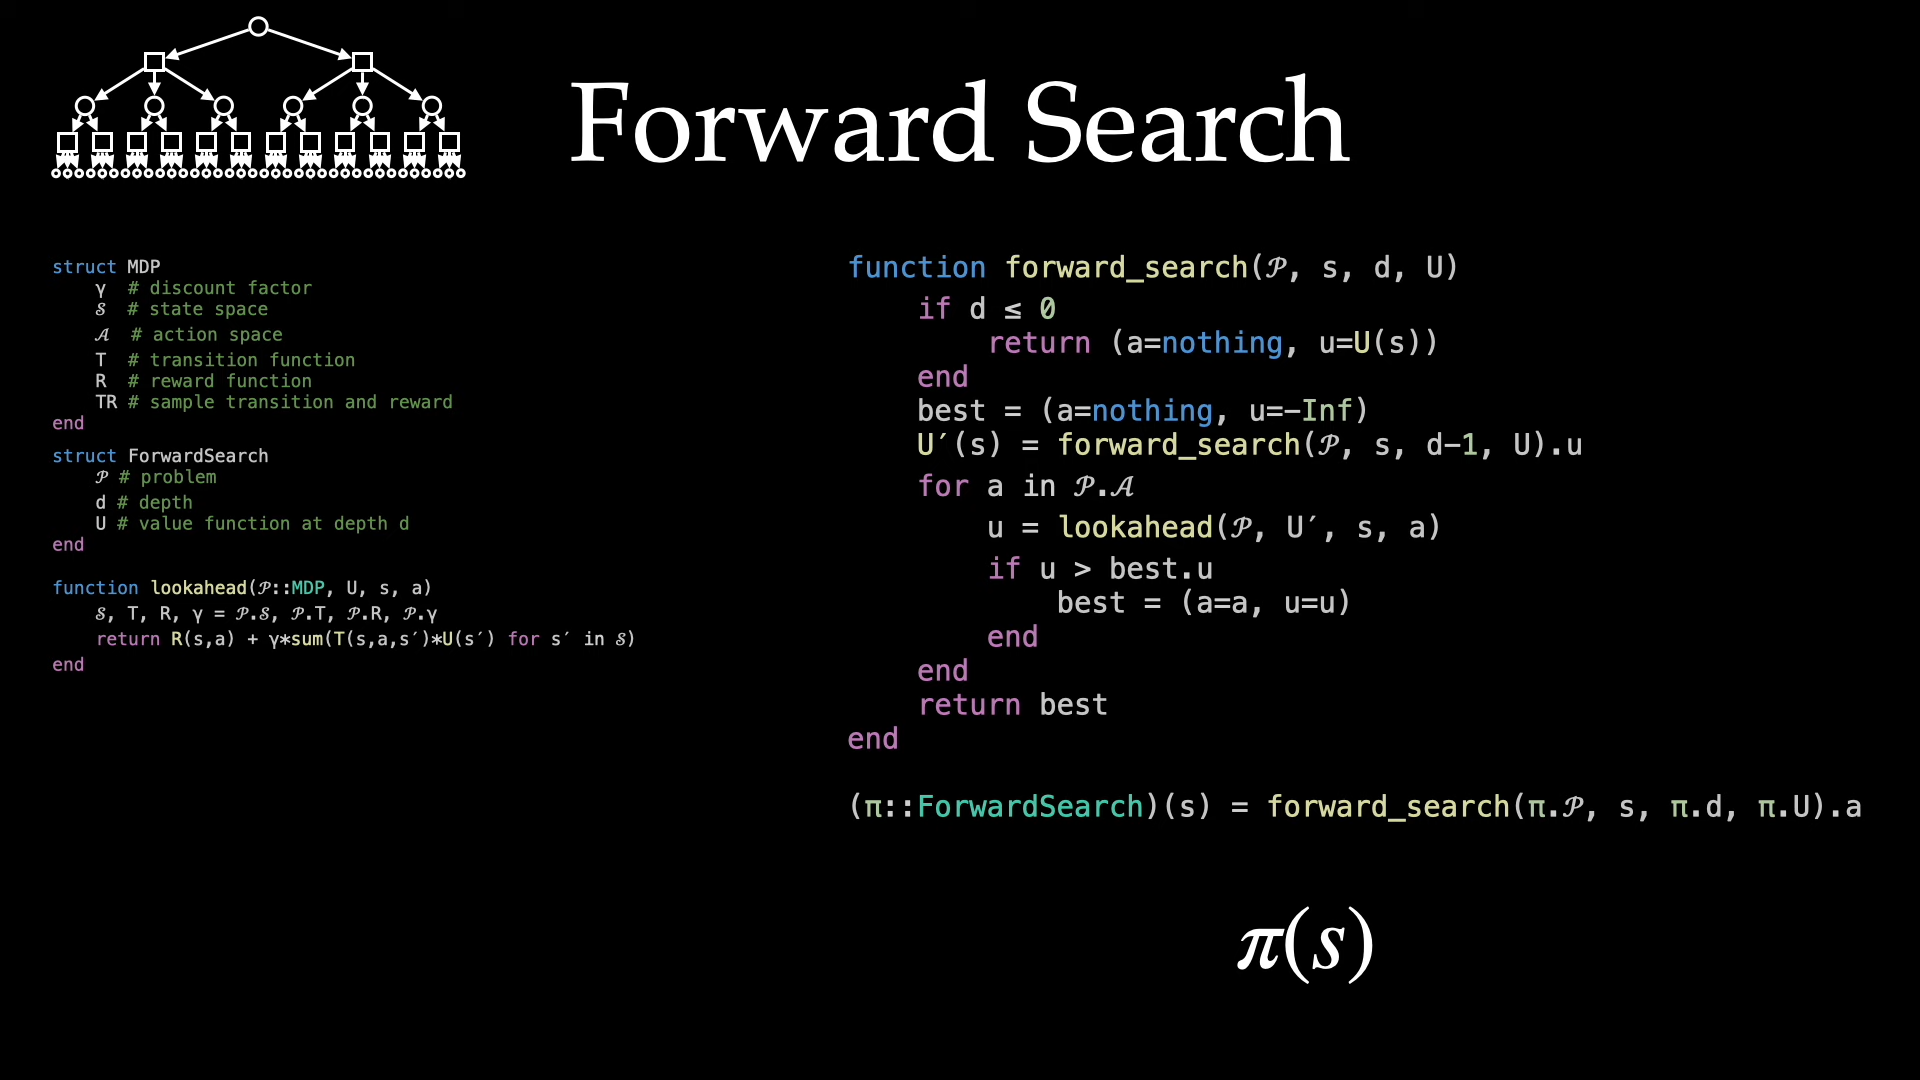 Forward Search
struct MDP
    γ  # discount factor
    𝒮  # state space
    𝒜  # action space
    T  # transition function
    R  # reward function
    TR # sample transition and reward
end
struct ForwardSearch
    𝒫 # problem
    d # depth
    U # value function at depth d
end
function lookahead(𝒫::MDP, U, s, a)
    𝒮, T, R, γ = 𝒫.𝒮, 𝒫.T, 𝒫.R, 𝒫.γ
    return R(s,a) + γ*sum(T(s,a,s′)*U(s′) for s′ in 𝒮)
end
function forward_search(𝒫, s, d, U)
    if d ≤ 0
        return (a=nothing, u=U(s))
    end
    best = (a=nothing, u=-Inf)
    U′(s) = forward_search(𝒫, s, d-1, U).u
    for a in 𝒫.𝒜
        u = lookahead(𝒫, U′, s, a)
        if u > best.u
            best = (a=a, u=u)
        end
    end
    return best
end
(π::ForwardSearch)(s) = forward_search(π.𝒫, s, π.d, π.U).a
π(s)